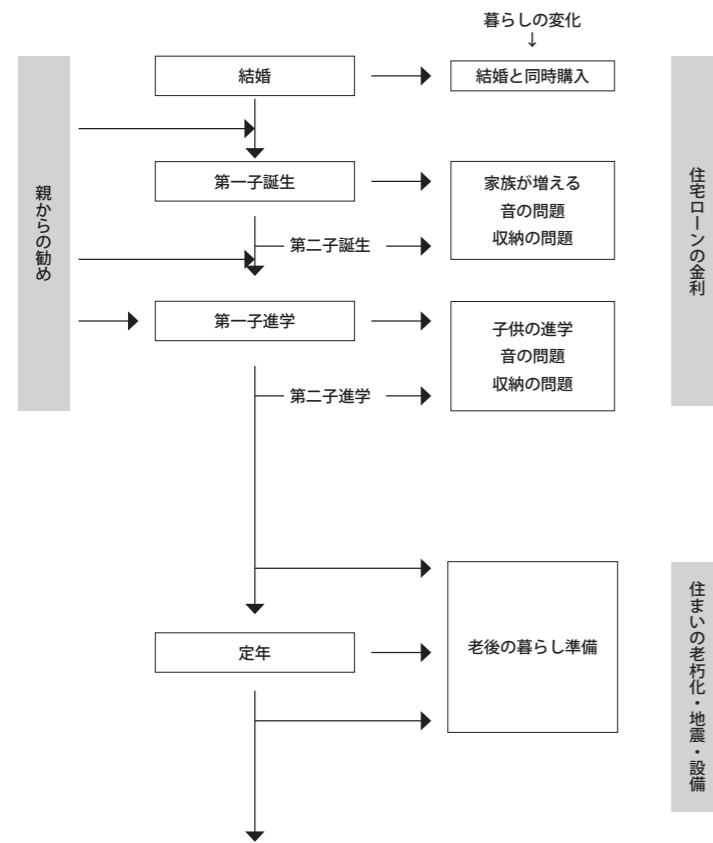 暮らしの変化
↓
結婚
結婚と同時購入
親からの勧め
住宅ローンの金利
第一子誕生
家族が増える
音の問題
収納の問題
第二子誕生
第一子進学
子供の進学
音の問題
収納の問題
第二子進学
定年
老後の暮らし準備
住まいの老朽化・地震・設備